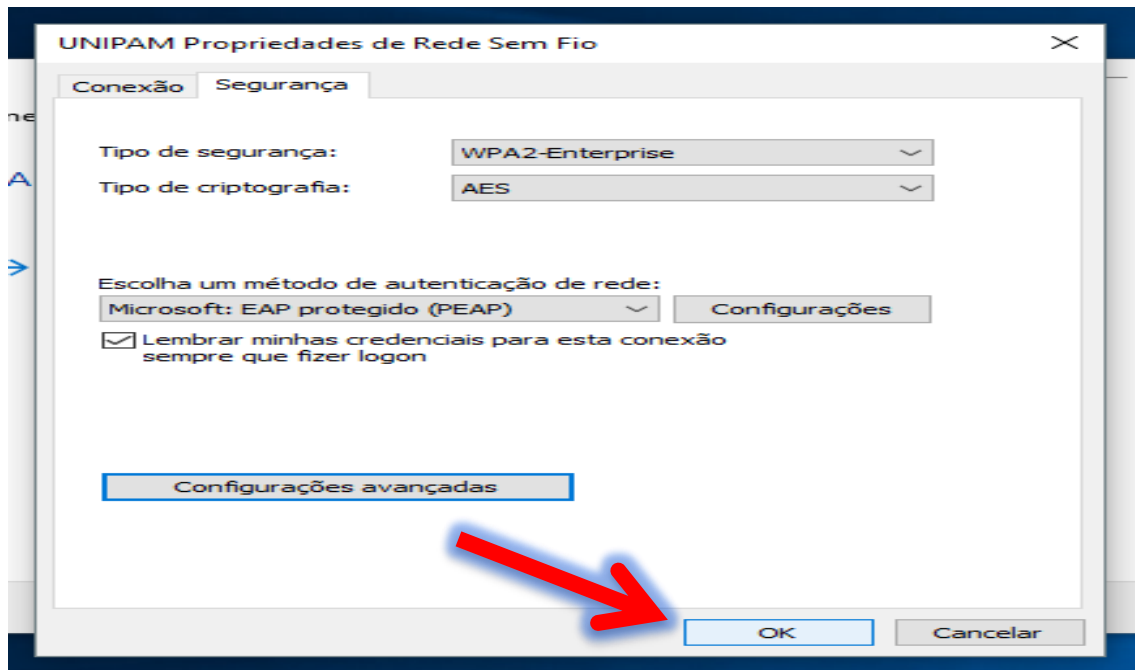 UNIPAM Propriedades de Rede Sem Fio
Conexão Segurança
ne
Tipo de segurança: WPA2-Enterprise
A
Tipo de criptografia: AES
Escolha um método de autenticação de rede:
Microsoft: EAP protegido (PEAP) Configurações
Lembrar minhas credenciais para esta conexão
sempre que fizer logon
Configurações avançadas
OK Cancelar